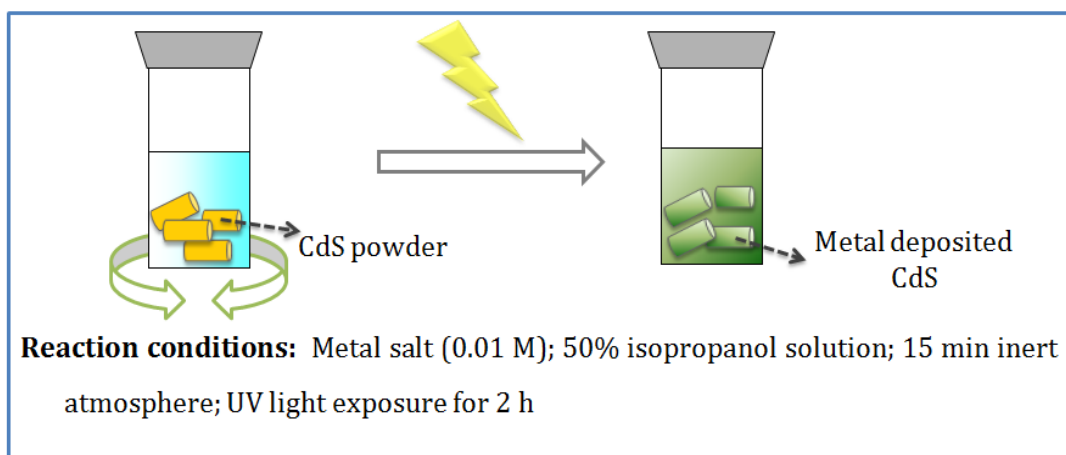 CdS powder
Metal deposited
CdS
Reaction conditions: Metal salt (0.01 M); 50% isopropanol solution; 15 min inert
atmosphere; UV light exposure for 2 h